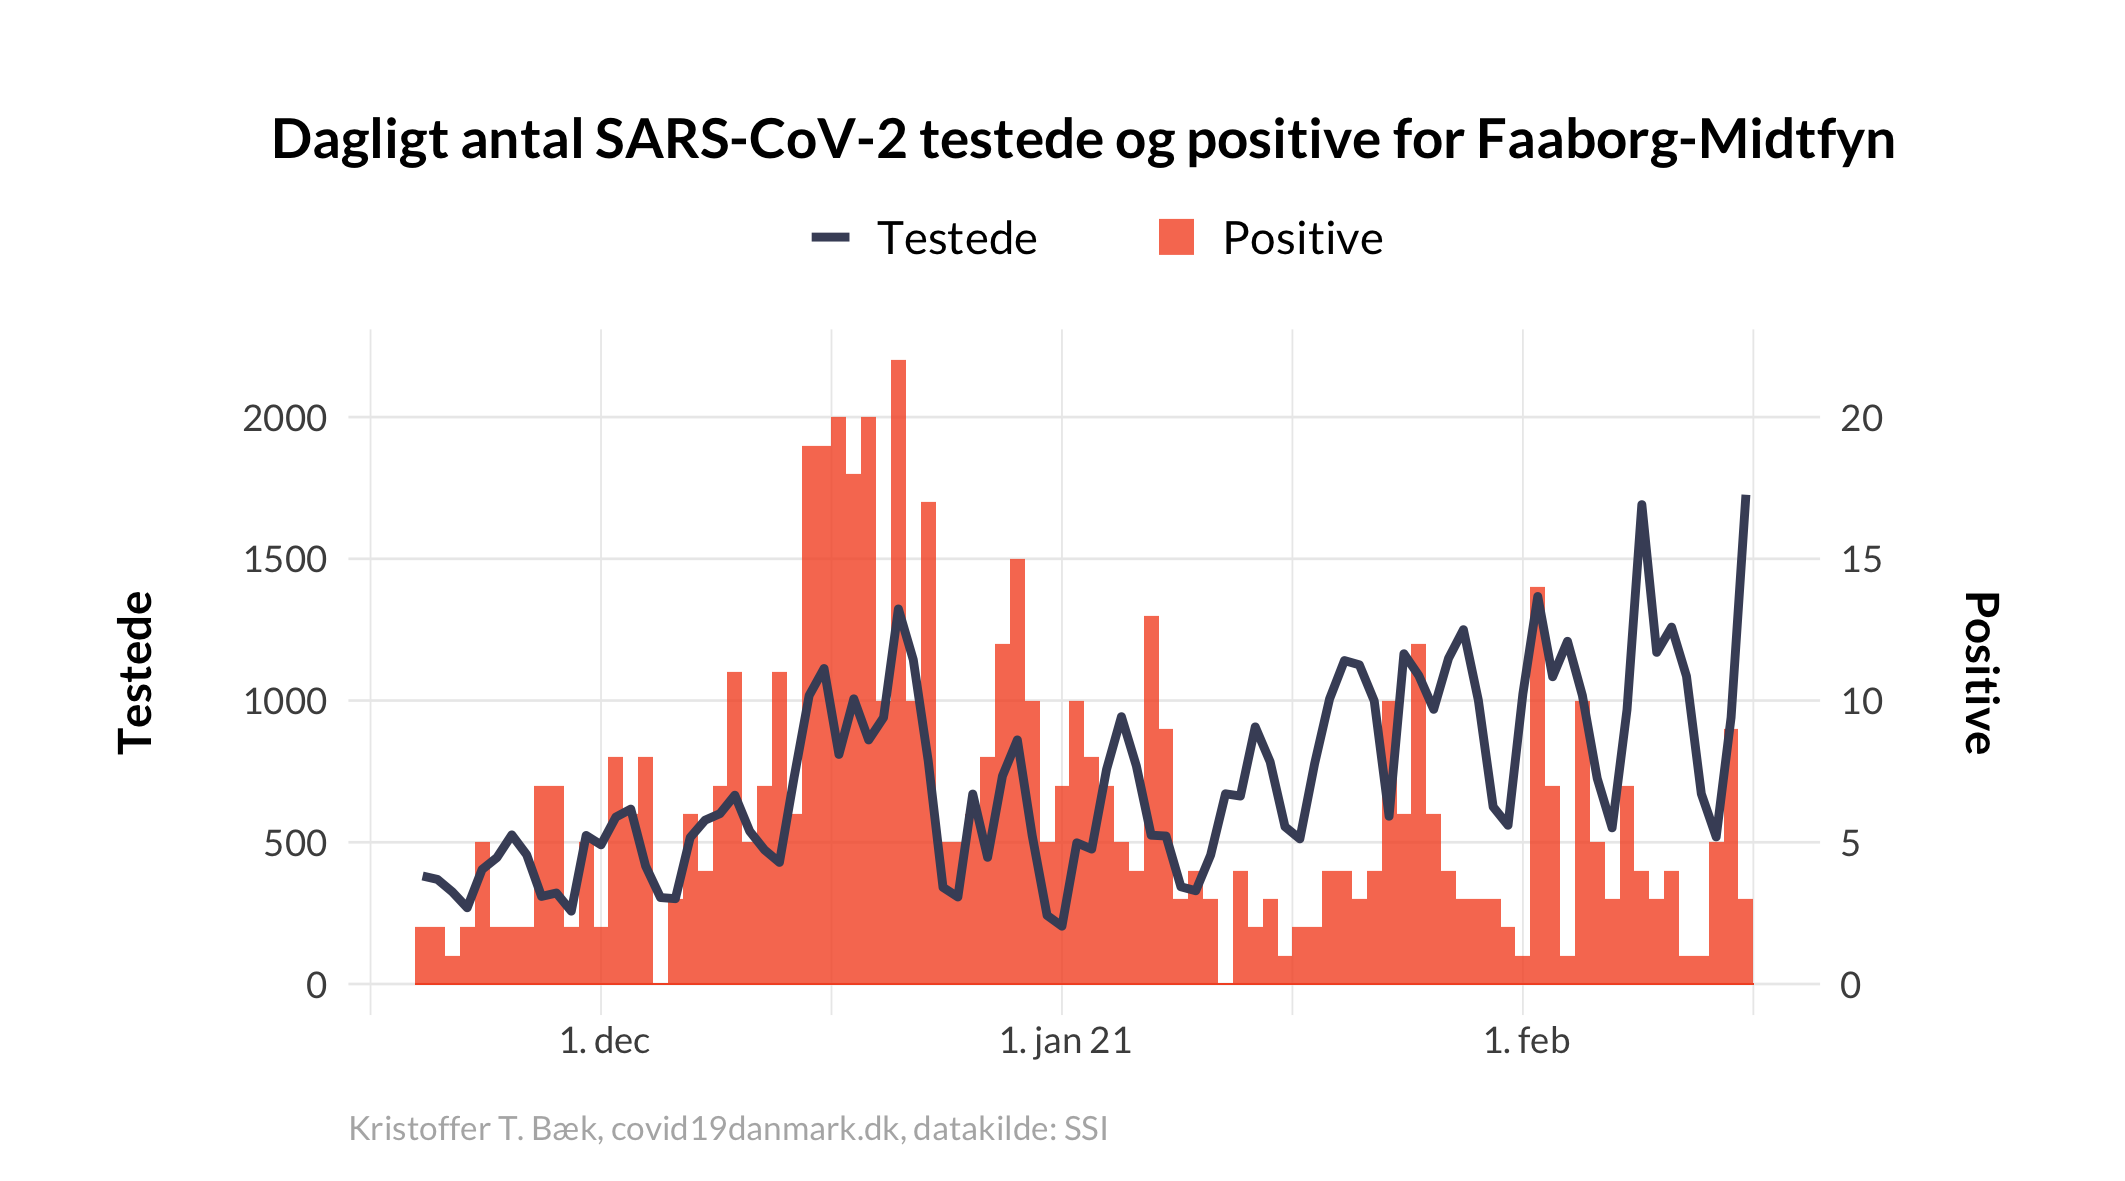 Dagligt antal SARS-CoV-2 testede og positive for Faaborg-Midtfyn
Testede
Positive
2000
1500
1000
500
0
Testede
20
15
10
5
0
Positive
1. dec
1. jan 21
1. feb
Kristoffer T. Bæk, covid19danmark.dk, datakilde: SSI